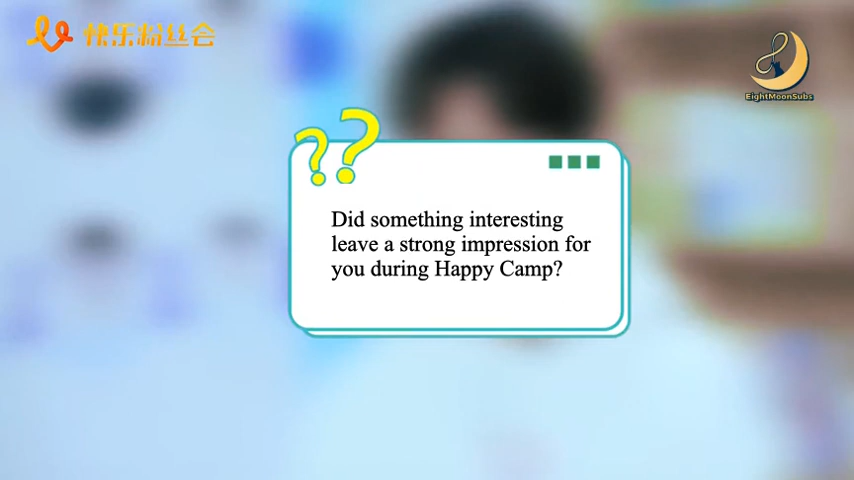 快乐粉丝会
EightMoonSubs
??
Did something interesting
leave a strong impression for
you during Happy Camp?